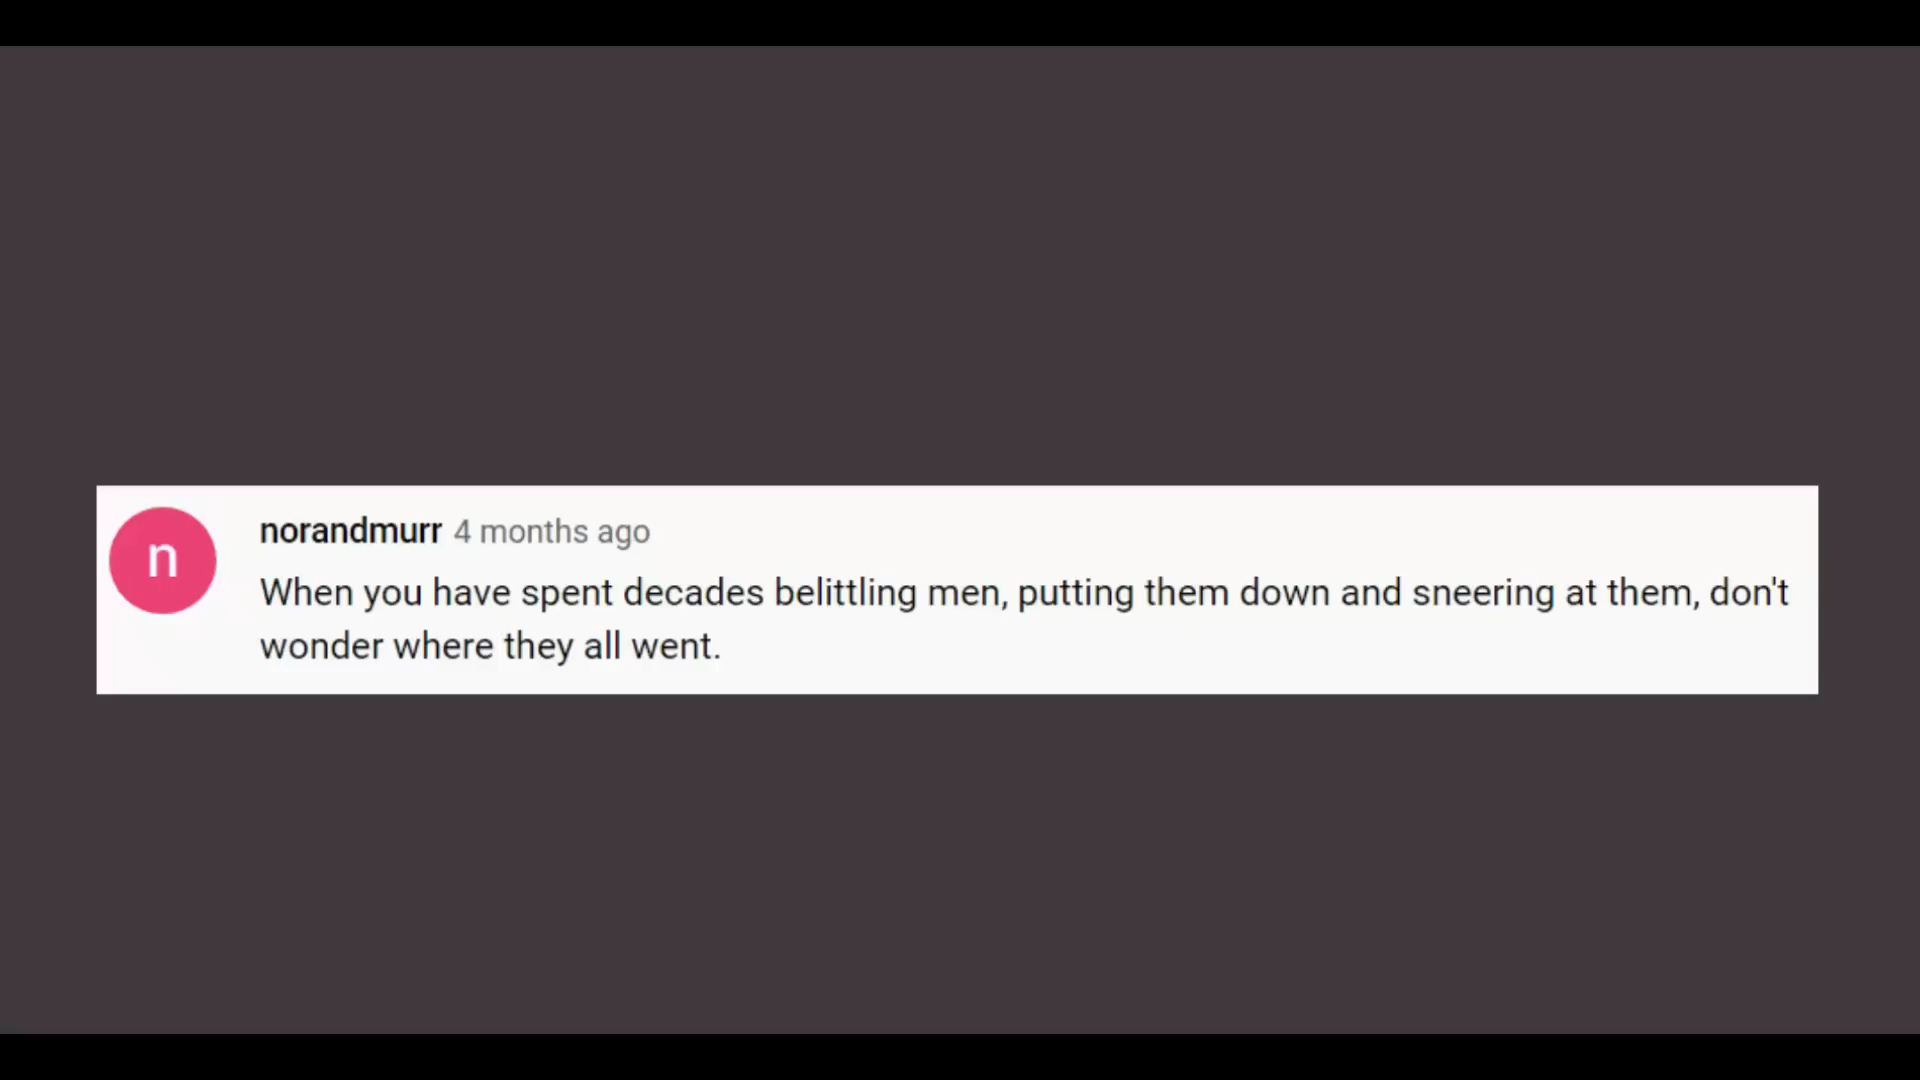 n
norandmurr 4 months ago
When you have spent decades belittling men, putting them down and sneering at them, don't
wonder where they all went.